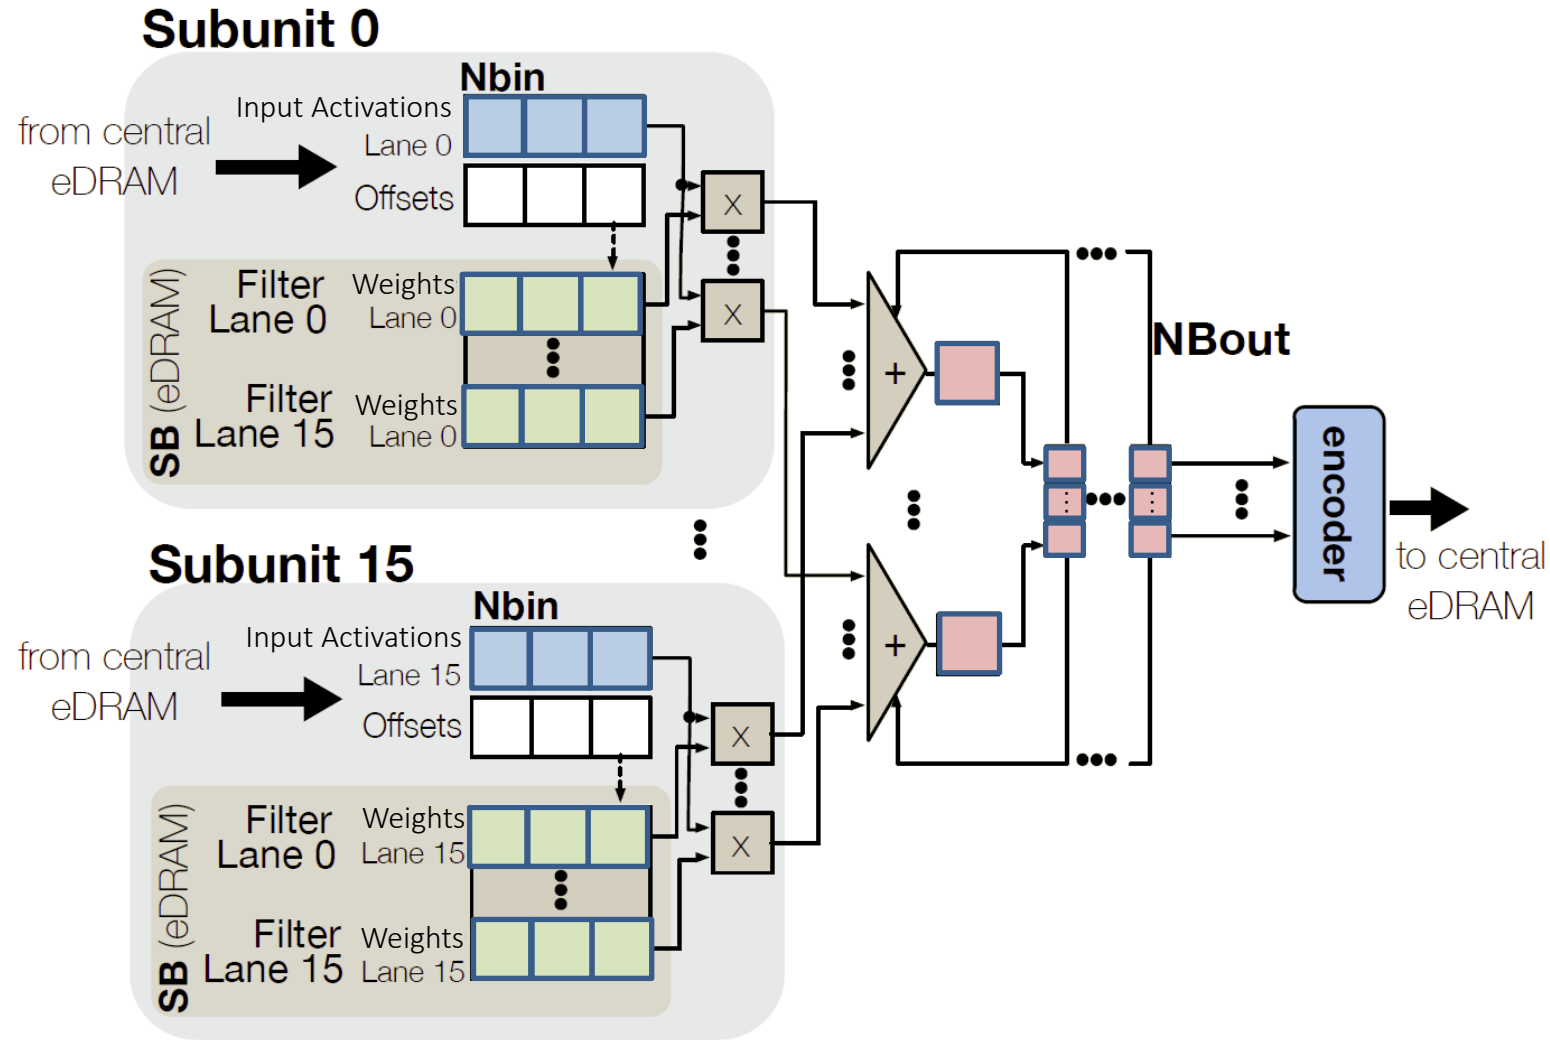 Subunit 0
Nbin
Input Activations
Lane 0
from central
eDRAM
Offsets
X
SB (eDRAM)
Filter
Lane 0
Weights
Lane 0
X
Filter
Lane 15
Weights
Lane 0
+
NBout
encoder
to central
eDRAM
Subunit 15
Nbin
Input Activations
Lane 15
from central
eDRAM
Offsets
X
+
SB (eDRAM)
Filter
Lane 0
Weights
Lane 15
X
Filter
Lane 15
Weights
Lane 15